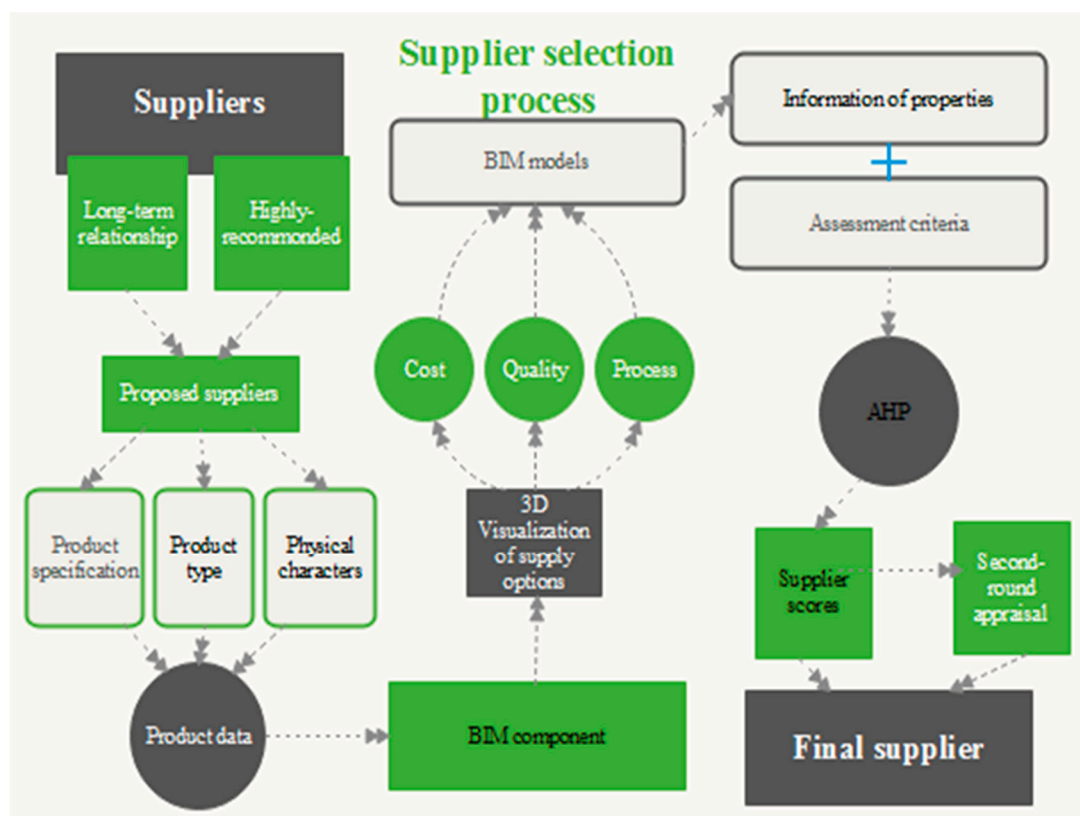 Supplier selection
process
Suppliers
Long-term
relationship
Highly-
recommonded
Proposed suppliers
Product
specification
Product
type
Physical
characters
Product data
BIM component
3D
Visualization
of supply
options
Cost
Quality
Process
BIM models
Information of properties
Assessment criteria
AHP
Supplier
scores
Second-
round
appraisal
Final supplier